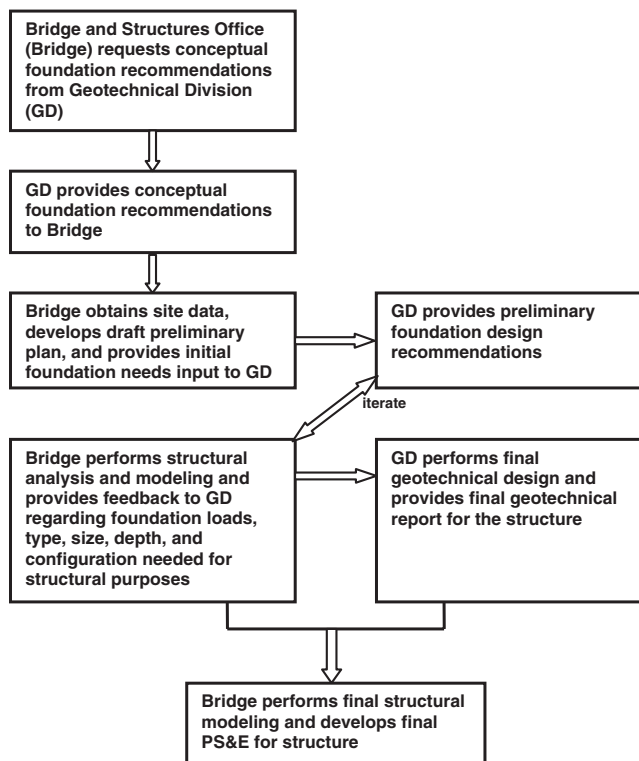 Bridge and Structures Office
(Bridge) requests conceptual
foundation recommendations
from Geotechnical Division
(GD)
GD provides conceptual
foundation recommendations
to Bridge
Bridge obtains site data,
develops draft preliminary
plan, and provides initial
foundation needs input to GD
GD provides preliminary
foundation design
recommendations
iterate
Bridge performs structural
analysis and modeling and
provides feedback to GD
regarding foundation loads,
type, size, depth, and
configuration needed for
structural purposes
GD performs final
geotechnical design and
provides final geotechnical
report for the structure
Bridge performs final structural
modeling and develops final
PS&E for structure